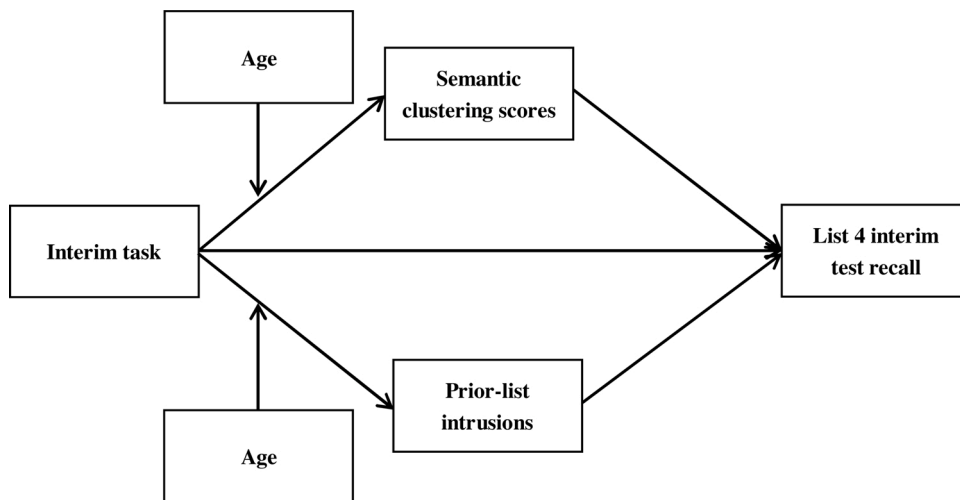 Age
Semantic
clustering scores
Interim task
List 4 interim
test recall
Prior-list
intrusions
Age